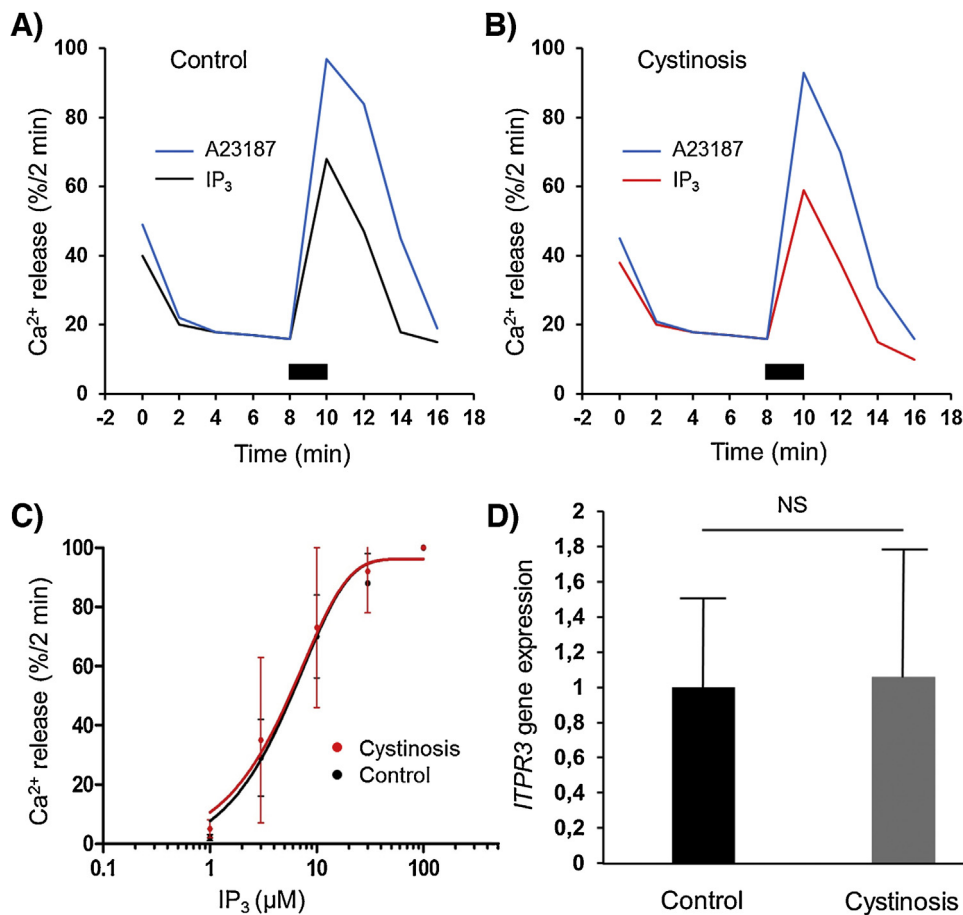 A)
Control
A23187
IP₃
Ca²⁺ release (%/2 min)
100
80
60
40
20
0
-2 0 2 4 6 8 10 12 14 16 18
Time (min)
B)
Cystinosis
A23187
IP₃
Ca²⁺ release (%/2 min)
100
80
60
40
20
0
-2 0 2 4 6 8 10 12 14 16 18
Time (min)
C)
Ca²⁺ release (%/2 min)
100
80
60
40
20
0
Cystinosis
Control
0.1 1 10 100
IP₃ (µM)
D)
NS
ITPR3 gene expression
2
1,8
1,6
1,4
1,2
1
0,8
0,6
0,4
0,2
0
Control Cystinosis